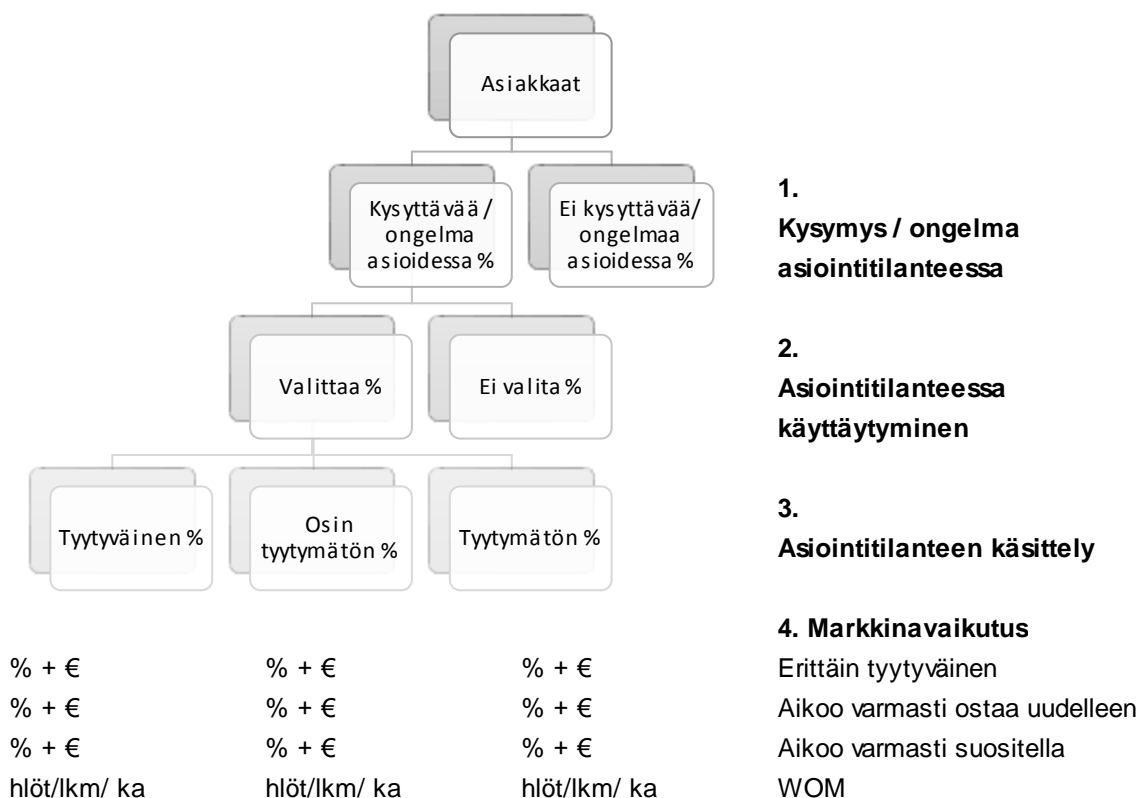 Asiakkaat
Kysyttävää /
ongelma
asioidessa %
Ei kysyttävää/
ongelmaa
asioidessa %
1.
Kysymys / ongelma
asiointitilanteessa
Valittaa %
Ei valita %
2.
Asiointitilanteessa
käyttäytyminen
Tyytyväinen %
Osin
tyytymätön %
Tyytymätön %
3.
Asiointitilanteen käsittely
4. Markkinavaikutus
% + € % + € % + € Erittäin tyytyväinen
% + € % + € % + € Aikoo varmasti ostaa uudelleen
% + € % + € % + € Aikoo varmasti suositella
hlöt/lkm/ ka hlöt/lkm/ ka hlöt/lkm/ ka WOM